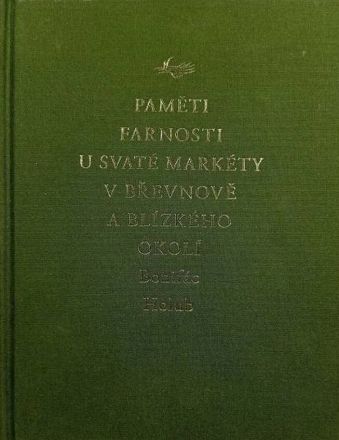 PAMĚTI
FARNOSTI
U SVATÉ MARKÉTY
V BŘEVNOVĚ
A BLÍZKÉHO
OKOLÍ
Bonifác
Holub